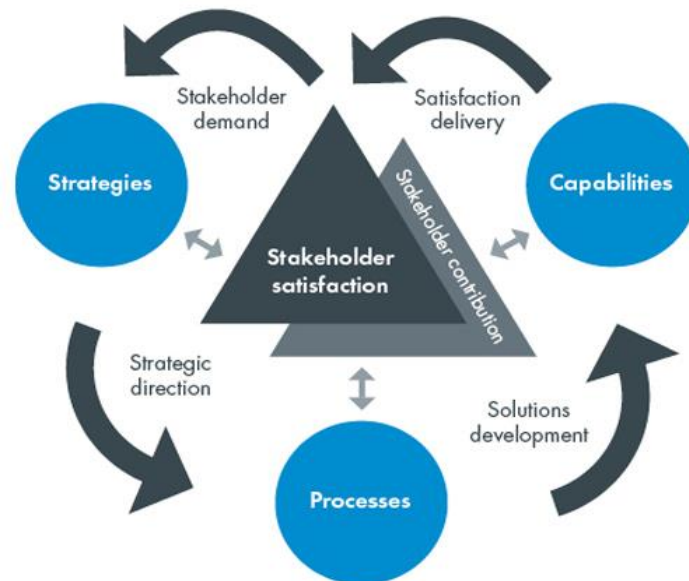 Stakeholder
demand
Satisfaction
delivery
Strategies
Capabilities
Stakeholder
satisfaction
Stakeholder contribution
Strategic
direction
Solutions
development
Processes